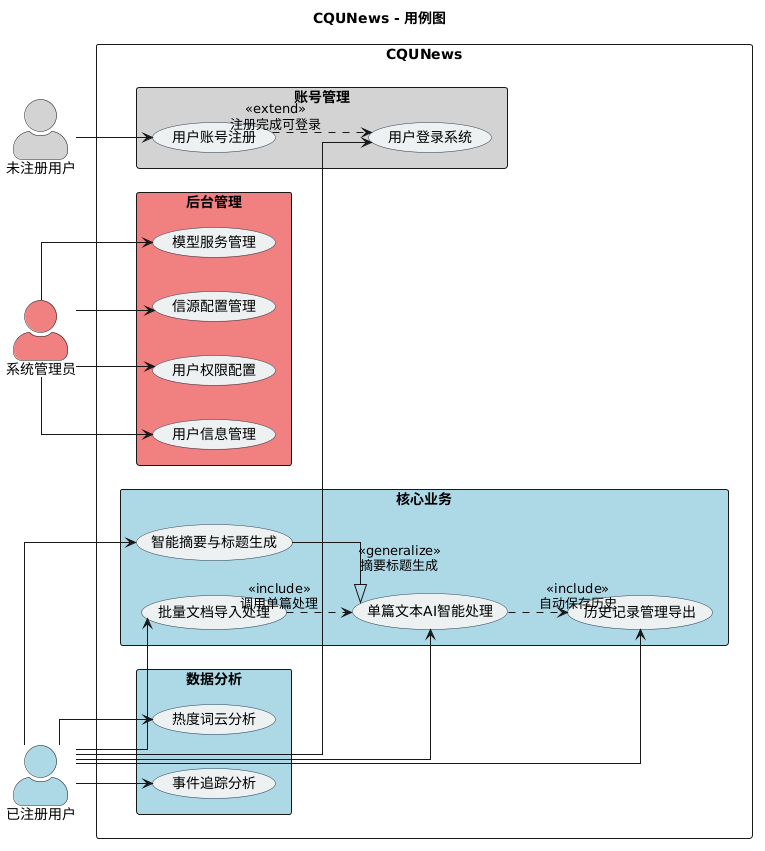 CQUNews - 用例图
CQUNews
账号管理
«extend»
注册完成可登录
用户账号注册
用户登录系统
未注册用户
后台管理
模型服务管理
信源配置管理
用户权限配置
用户信息管理
系统管理员
核心业务
智能摘要与标题生成
«generalize»
摘要标题生成
«include»
调用单篇处理
批量文档导入处理
单篇文本AI智能处理
«include»
自动保存历史
历史记录管理导出
数据分析
热度词云分析
事件追踪分析
已注册用户